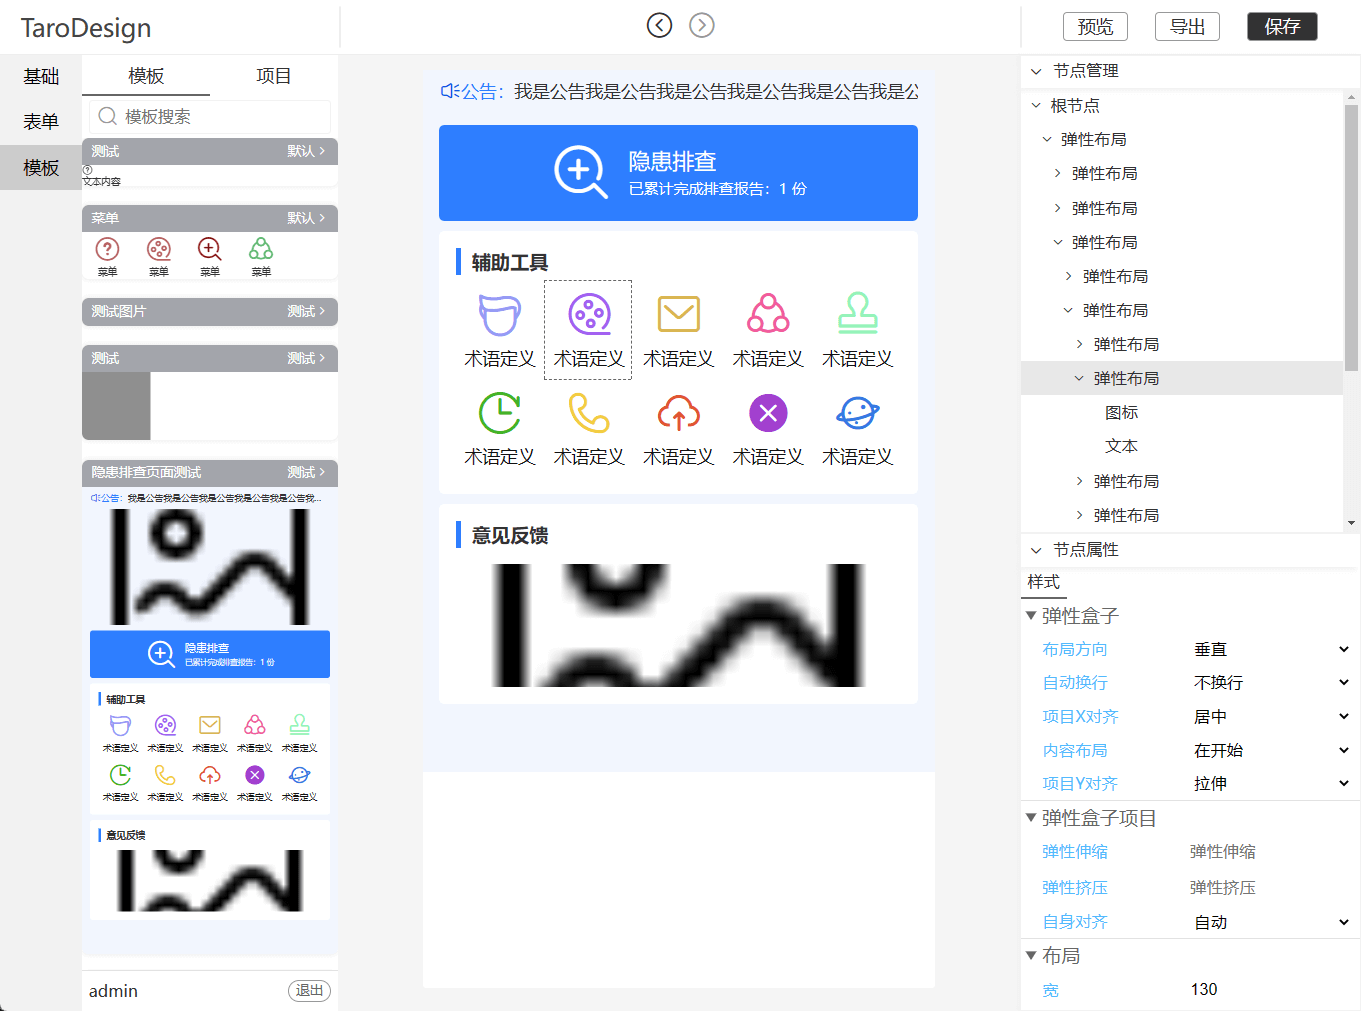 TaroDesign
预览
导出
保存
基础
表单
模板
模板
项目
模板搜索
测试
默认
文本内容
菜单
默认
菜单
菜单
菜单
菜单
测试图片
测试
测试
测试
隐患排查页面测试
测试
公告：我是公告我是公告我是公告我是公告我是公告我...
隐患排查
已累计完成排查报告：1 份
辅助工具
术语定义
术语定义
术语定义
术语定义
术语定义
术语定义
术语定义
术语定义
术语定义
术语定义
意见反馈
admin
退出
公告：我是公告我是公告我是公告我是公告我是公告我是公
隐患排查
已累计完成排查报告：1 份
辅助工具
术语定义
术语定义
术语定义
术语定义
术语定义
术语定义
术语定义
术语定义
术语定义
术语定义
意见反馈
节点管理
根节点
弹性布局
弹性布局
弹性布局
弹性布局
弹性布局
弹性布局
弹性布局
弹性布局
图标
文本
弹性布局
弹性布局
节点属性
样式
弹性盒子
布局方向 垂直
自动换行 不换行
项目X对齐 居中
内容布局 在开始
项目Y对齐 拉伸
弹性盒子项目
弹性伸缩 弹性伸缩
弹性挤压 弹性挤压
自身对齐 自动
布局
宽 130